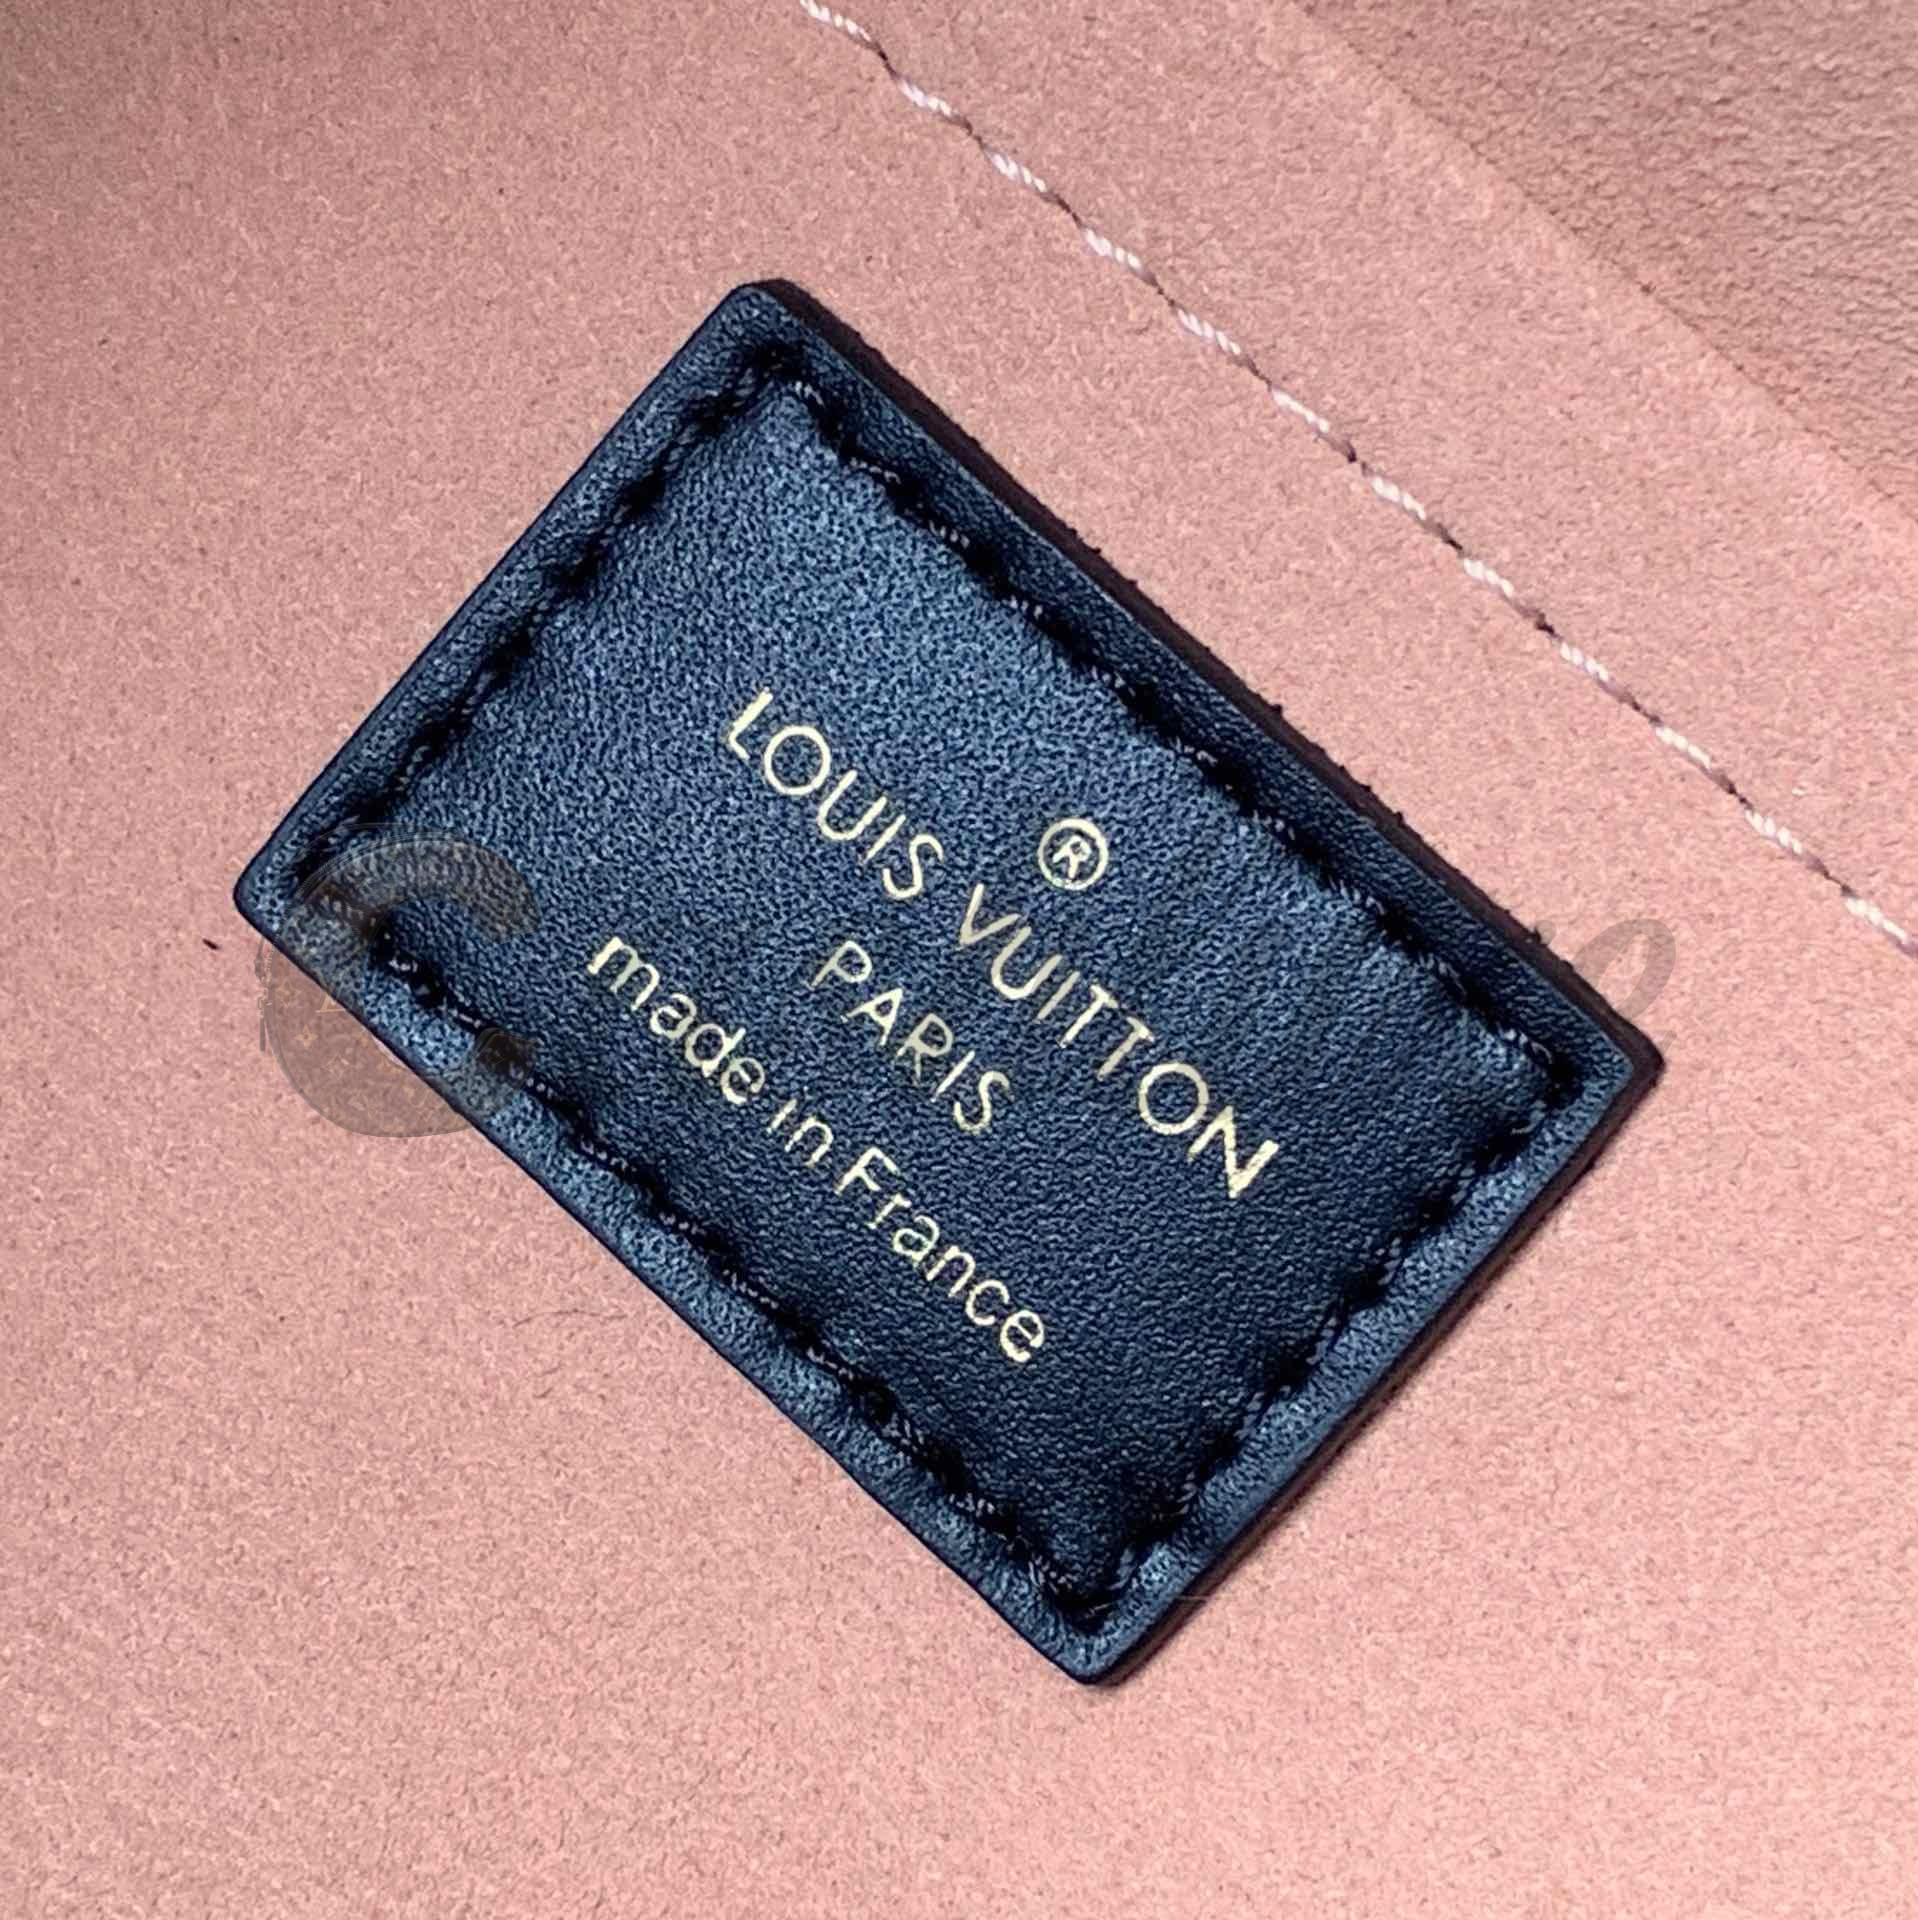 ®
LOUIS VUITTON
PARIS
made in France